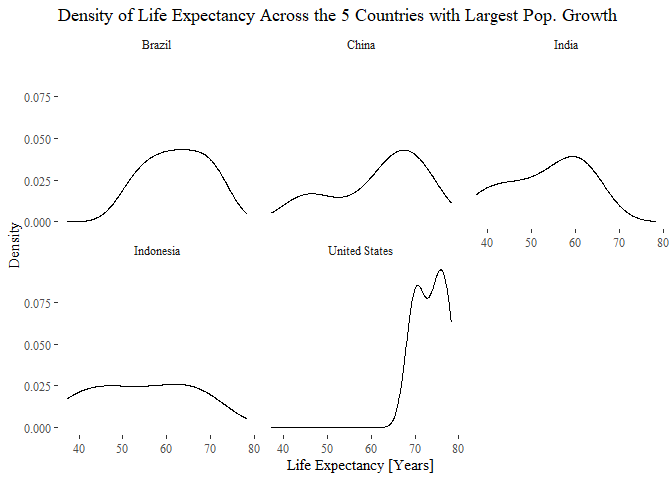 Density of Life Expectancy Across the 5 Countries with Largest Pop. Growth
Brazil China India
0.075
0.050
0.025
0.000
40 50 60 70 80
Density
Indonesia United States
0.075
0.050
0.025
0.000
40 50 60 70 80 40 50 60 70 80
Life Expectancy [Years]